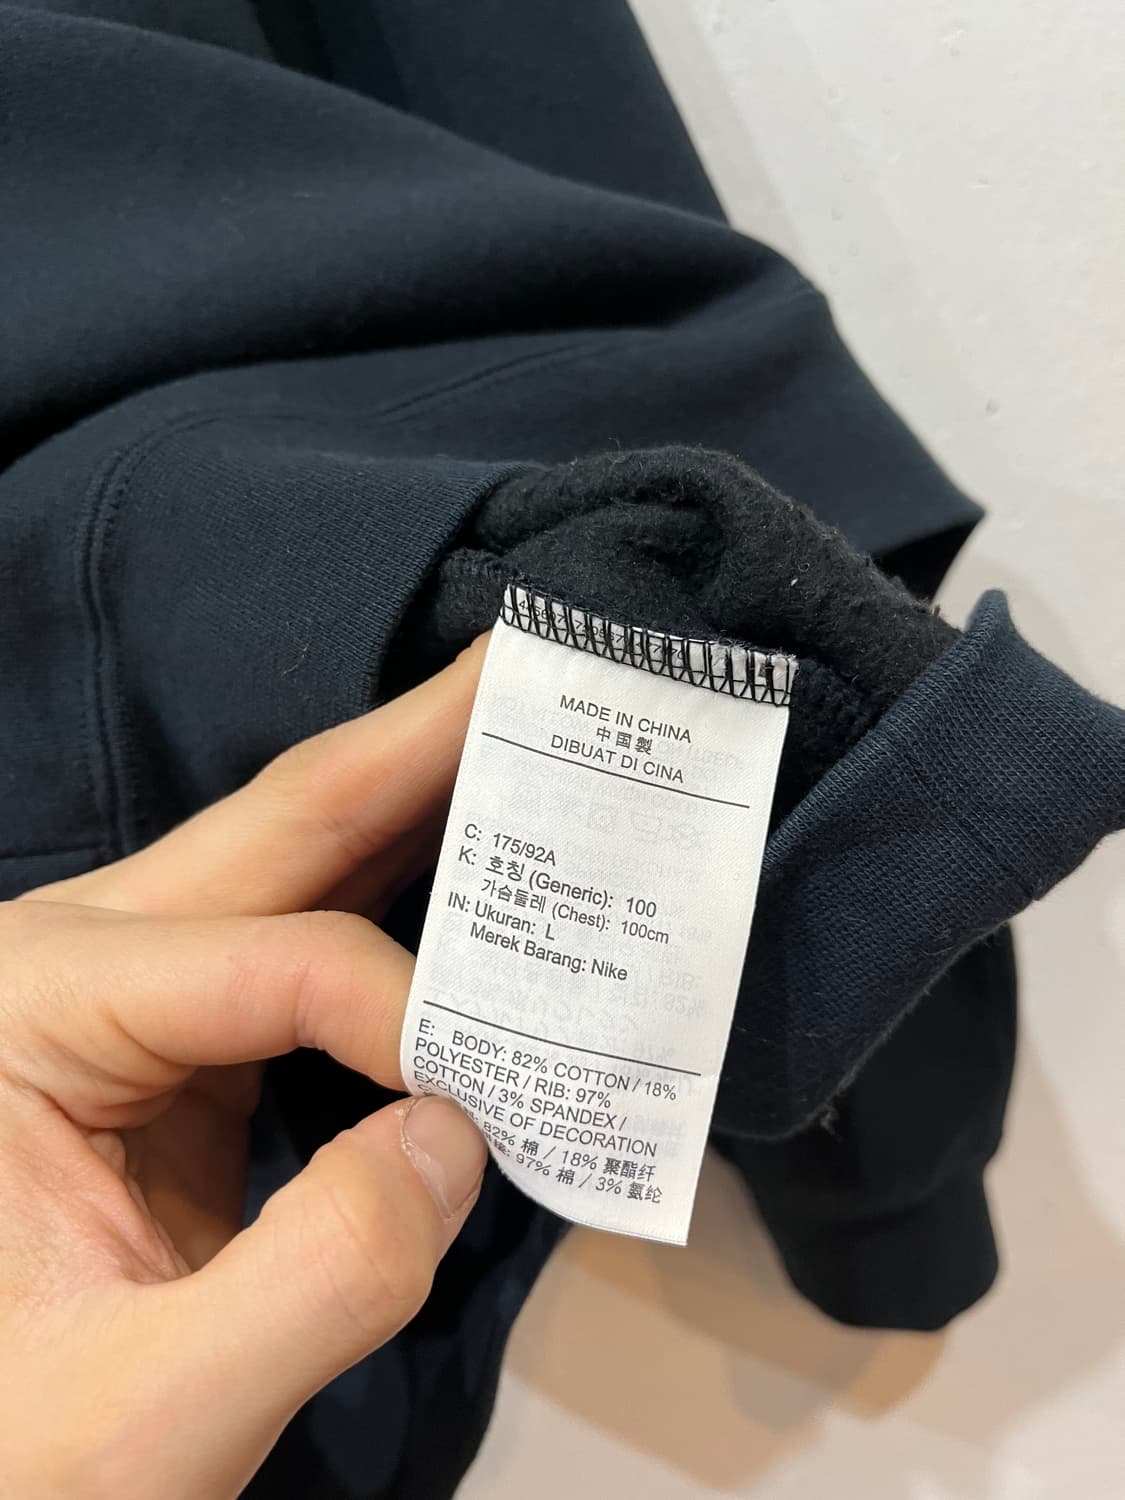 MADE IN CHINA
中国製
DIBUAT DI CINA
C: 175/92A
K: 호칭 (Generic): 100
가슴둘레 (Chest): 100cm
IN: Ukuran: L
Merek Barang: Nike
E: BODY: 82% COTTON / 18%
POLYESTER / RIB: 97%
COTTON / 3% SPANDEX /
EXCLUSIVE OF DECORATION
82% 棉 / 18% 聚酯纤
97% 棉 / 3% 氨纶